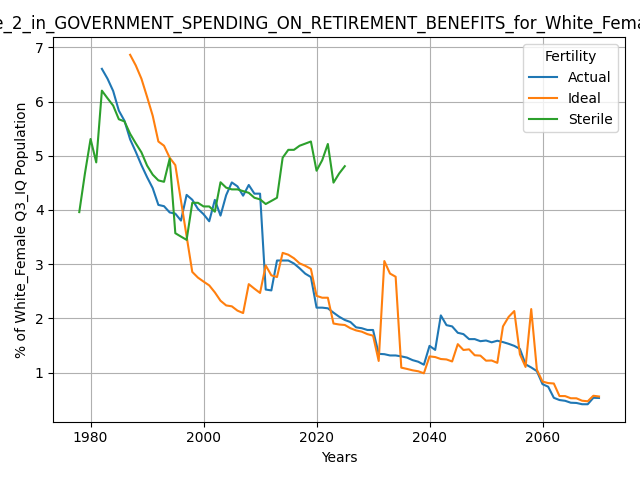 e_2_in_GOVERNMENT_SPENDING_ON_RETIREMENT_BENEFITS_for_White_Fema
% of White_Female Q3_IQ Population
7
6
5
4
3
2
1
Fertility
Actual
Ideal
Sterile
1980
2000
2020
2040
2060
Years